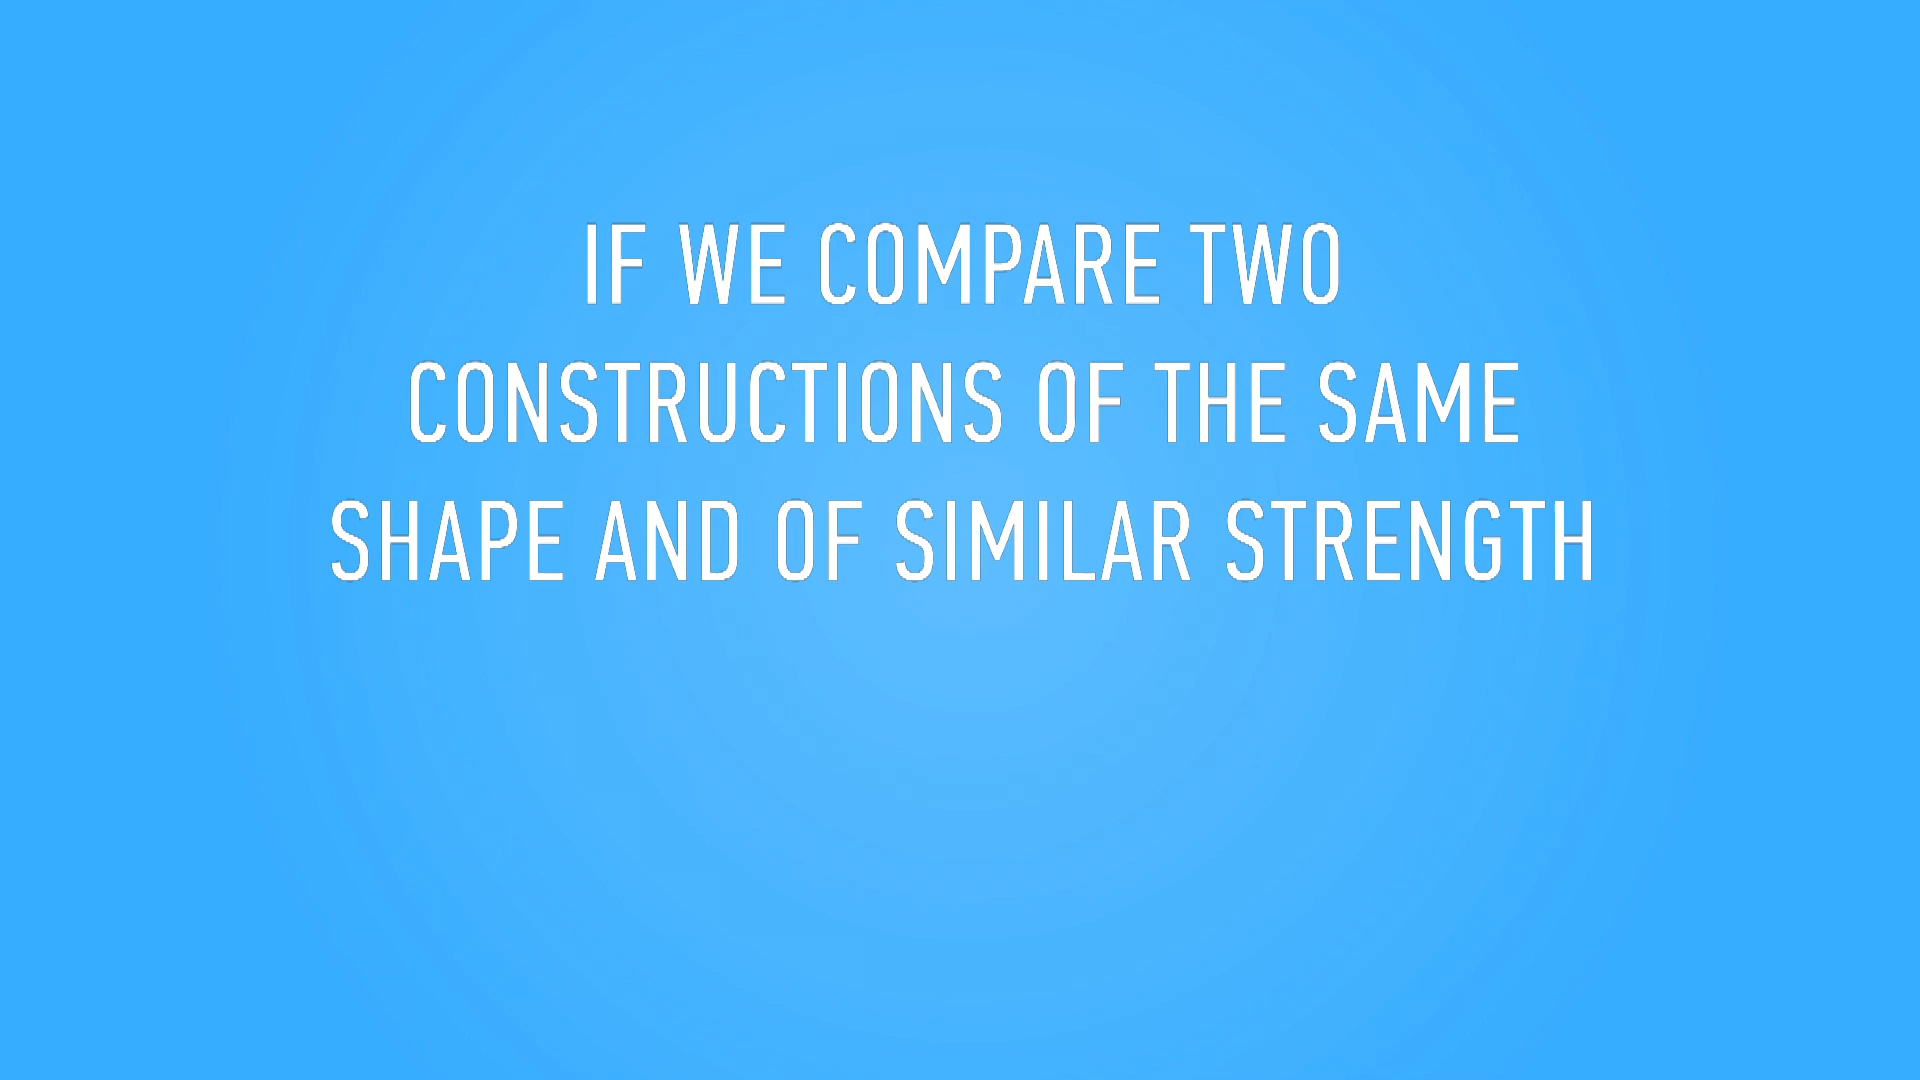 IF WE COMPARE TWO
CONSTRUCTIONS OF THE SAME
SHAPE AND OF SIMILAR STRENGTH